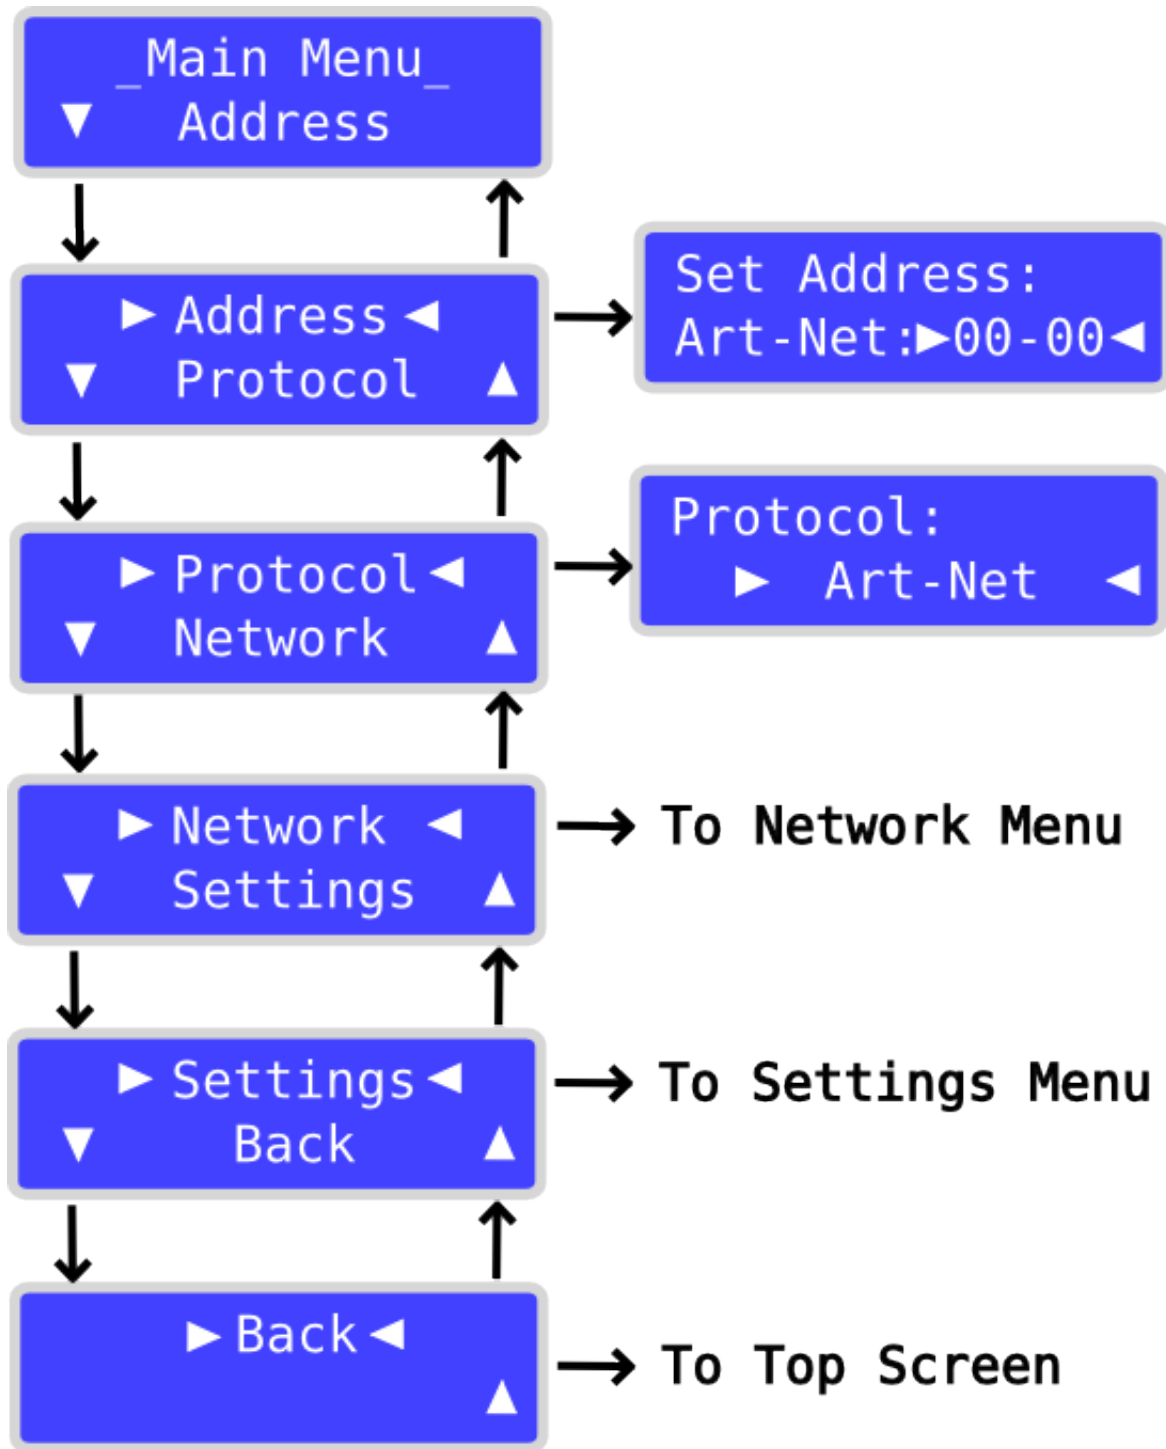 _Main Menu_
▼ Address
►Address◄
▼ Protocol ▲
Set Address:
Art-Net:►00-00◄
►Protocol◄
▼ Network ▲
Protocol:
► Art-Net ◄
►Network ◄
▼ Settings ▲
To Network Menu
►Settings◄
▼ Back ▲
To Settings Menu
►Back◄
▲
To Top Screen